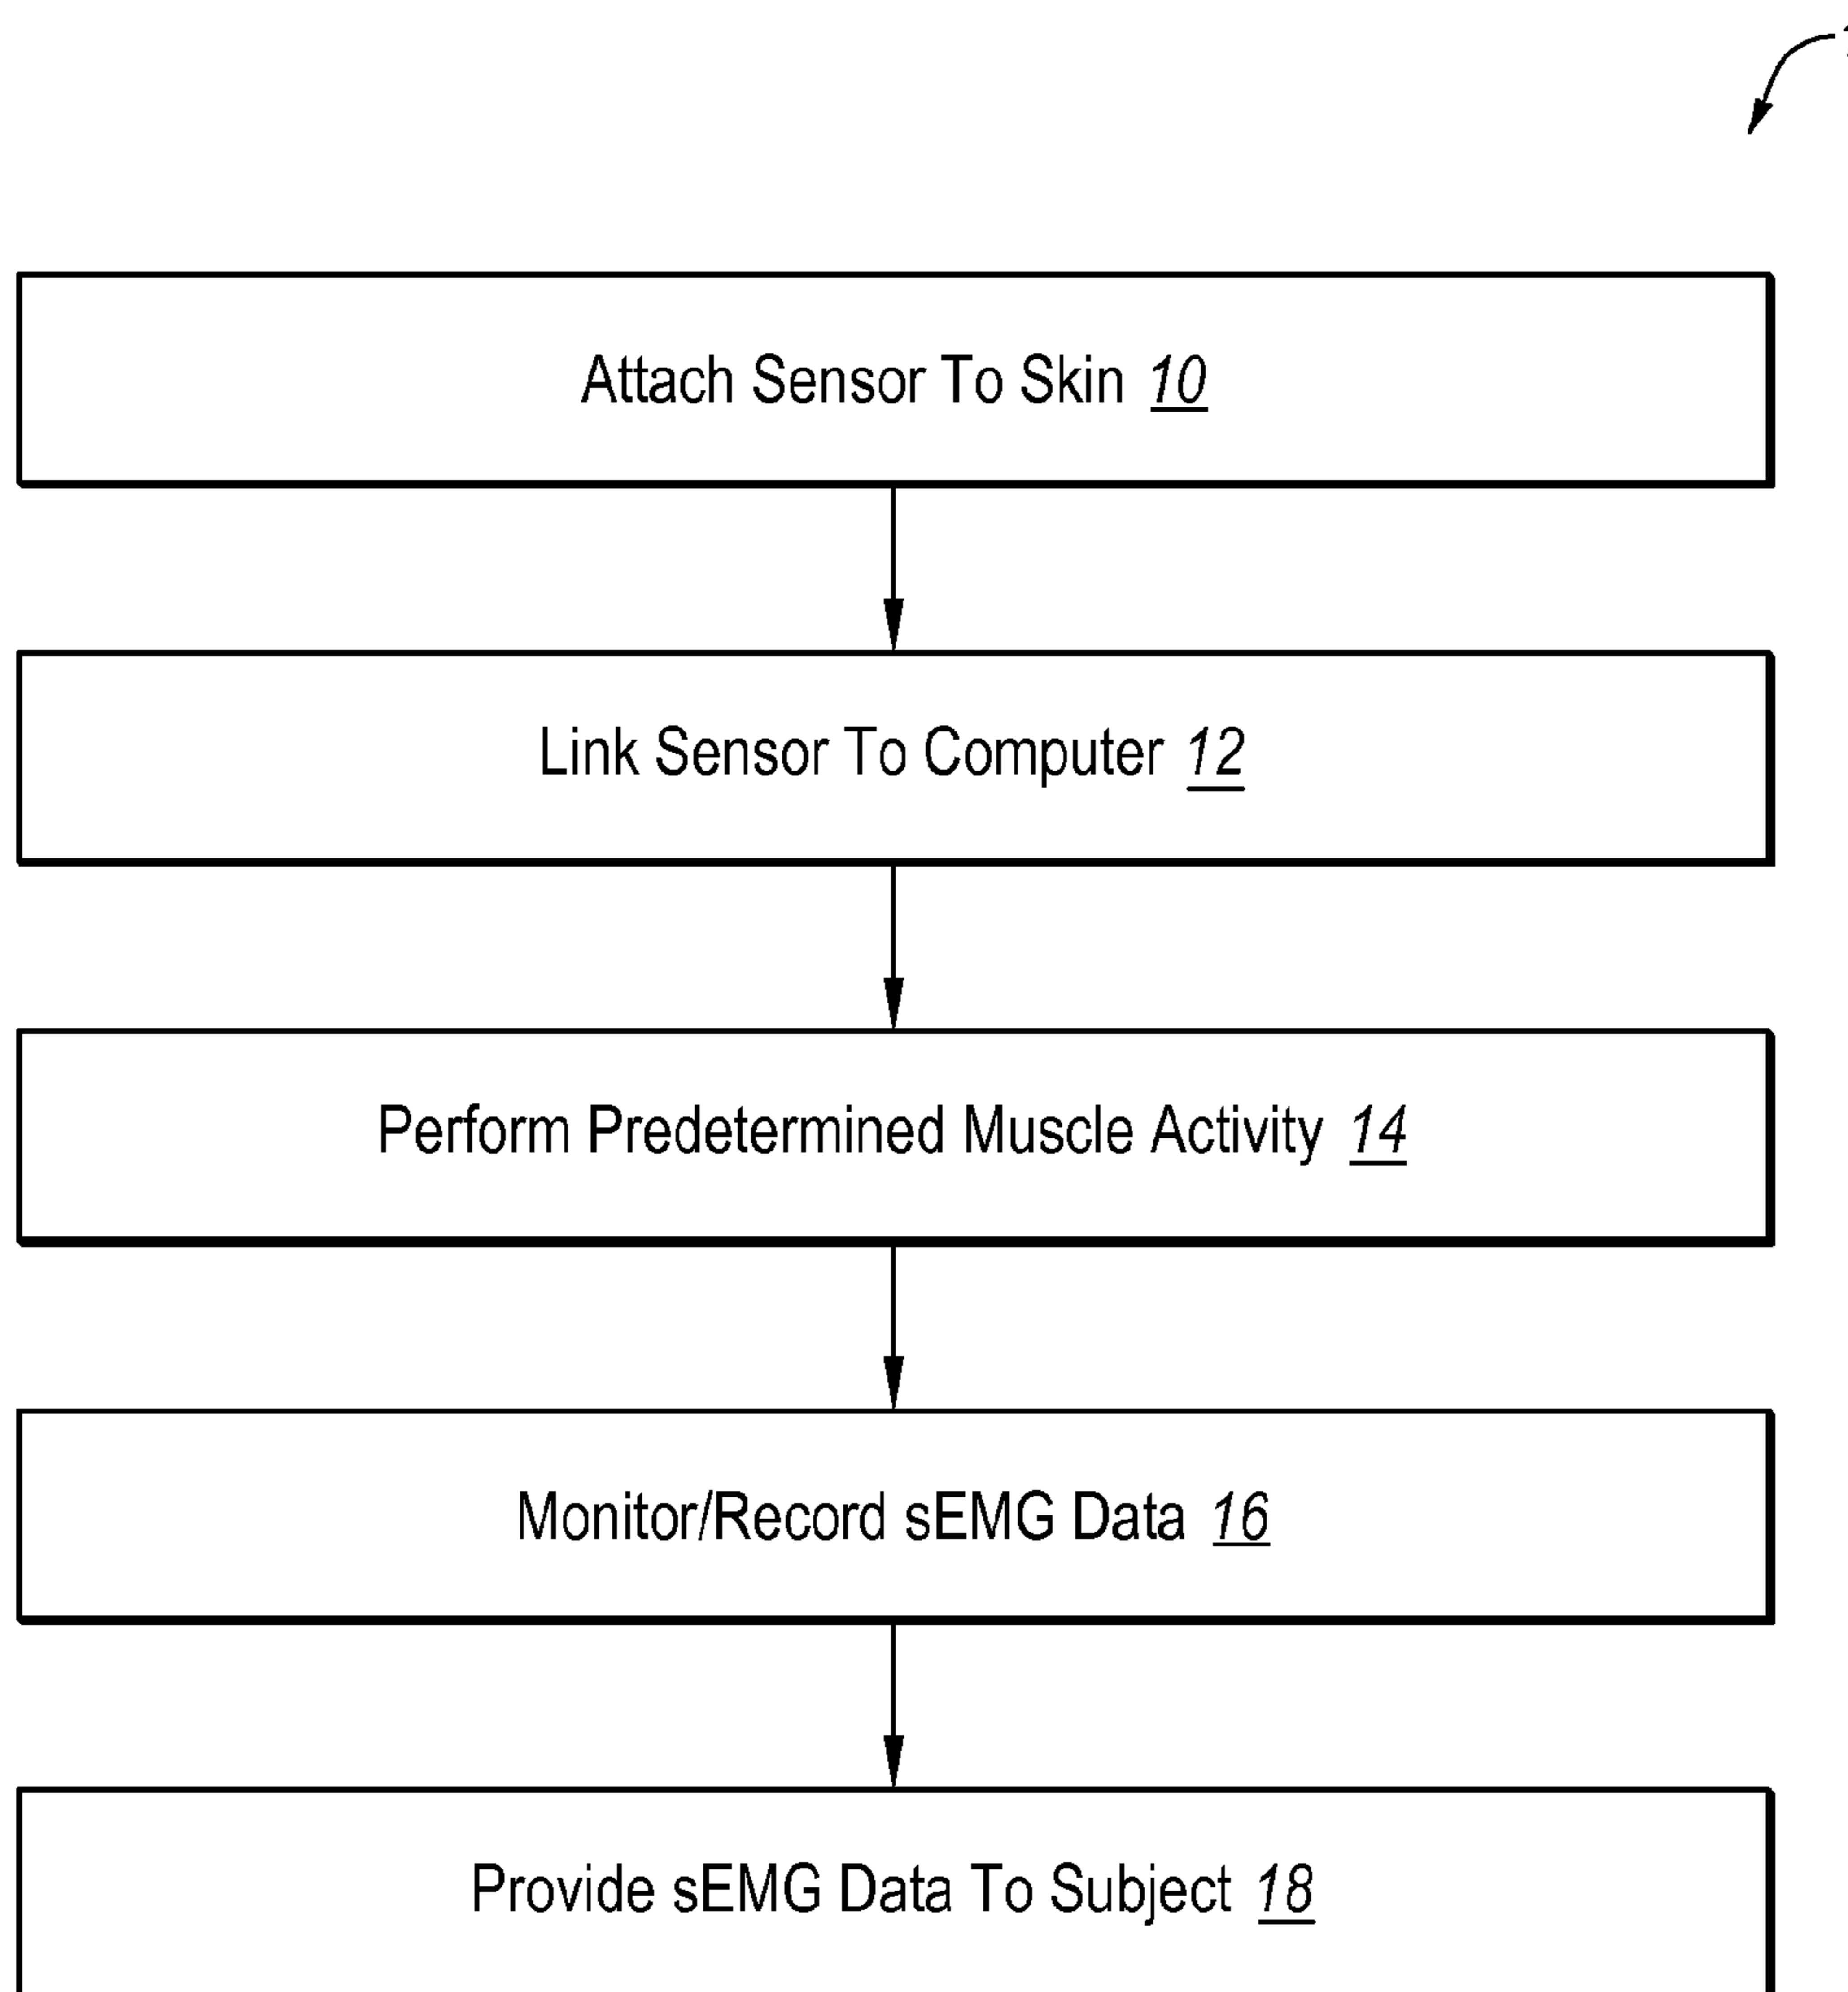 Attach Sensor To Skin 10
Link Sensor To Computer 12
Perform Predetermined Muscle Activity 14
Monitor/Record sEMG Data 16
Provide sEMG Data To Subject 18